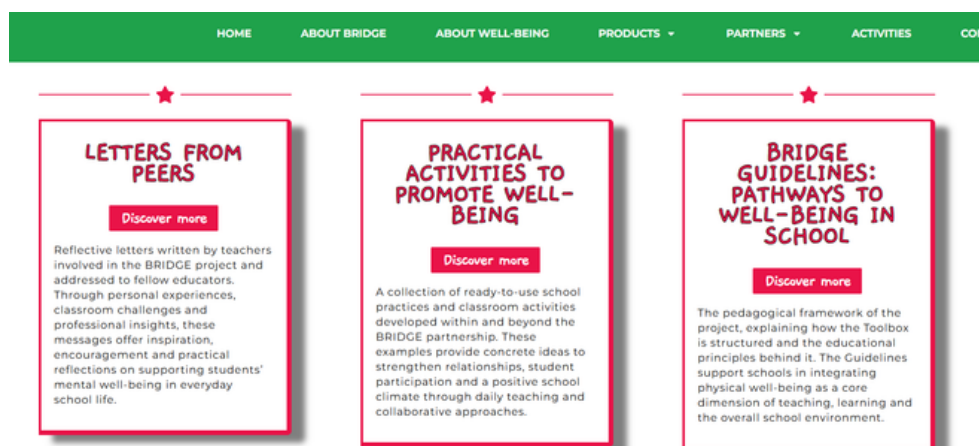 HOME ABOUT BRIDGE ABOUT WELL-BEING PRODUCTS PARTNERS ACTIVITIES
LETTERS FROM
PEERS
Discover more
Reflective letters written by teachers
involved in the BRIDGE project and
addressed to fellow educators.
Through personal experiences,
classroom challenges and
professional insights, these
messages offer inspiration,
encouragement and practical
reflections on supporting students'
mental well-being in everyday
school life.
PRACTICAL
ACTIVITIES TO
PROMOTE WELL-
BEING
Discover more
A collection of ready-to-use school
practices and classroom activities
developed within and beyond the
BRIDGE partnership. These
examples provide concrete ideas to
strengthen relationships, student
participation and a positive school
climate through daily teaching and
collaborative approaches.
BRIDGE
GUIDELINES:
PATHWAYS TO
WELL-BEING IN
SCHOOL
Discover more
The pedagogical framework of the
project, explaining how the Toolbox
is structured and the educational
principles behind it. The Guidelines
support schools in integrating
physical well-being as a core
dimension of teaching, learning and
the overall school environment.